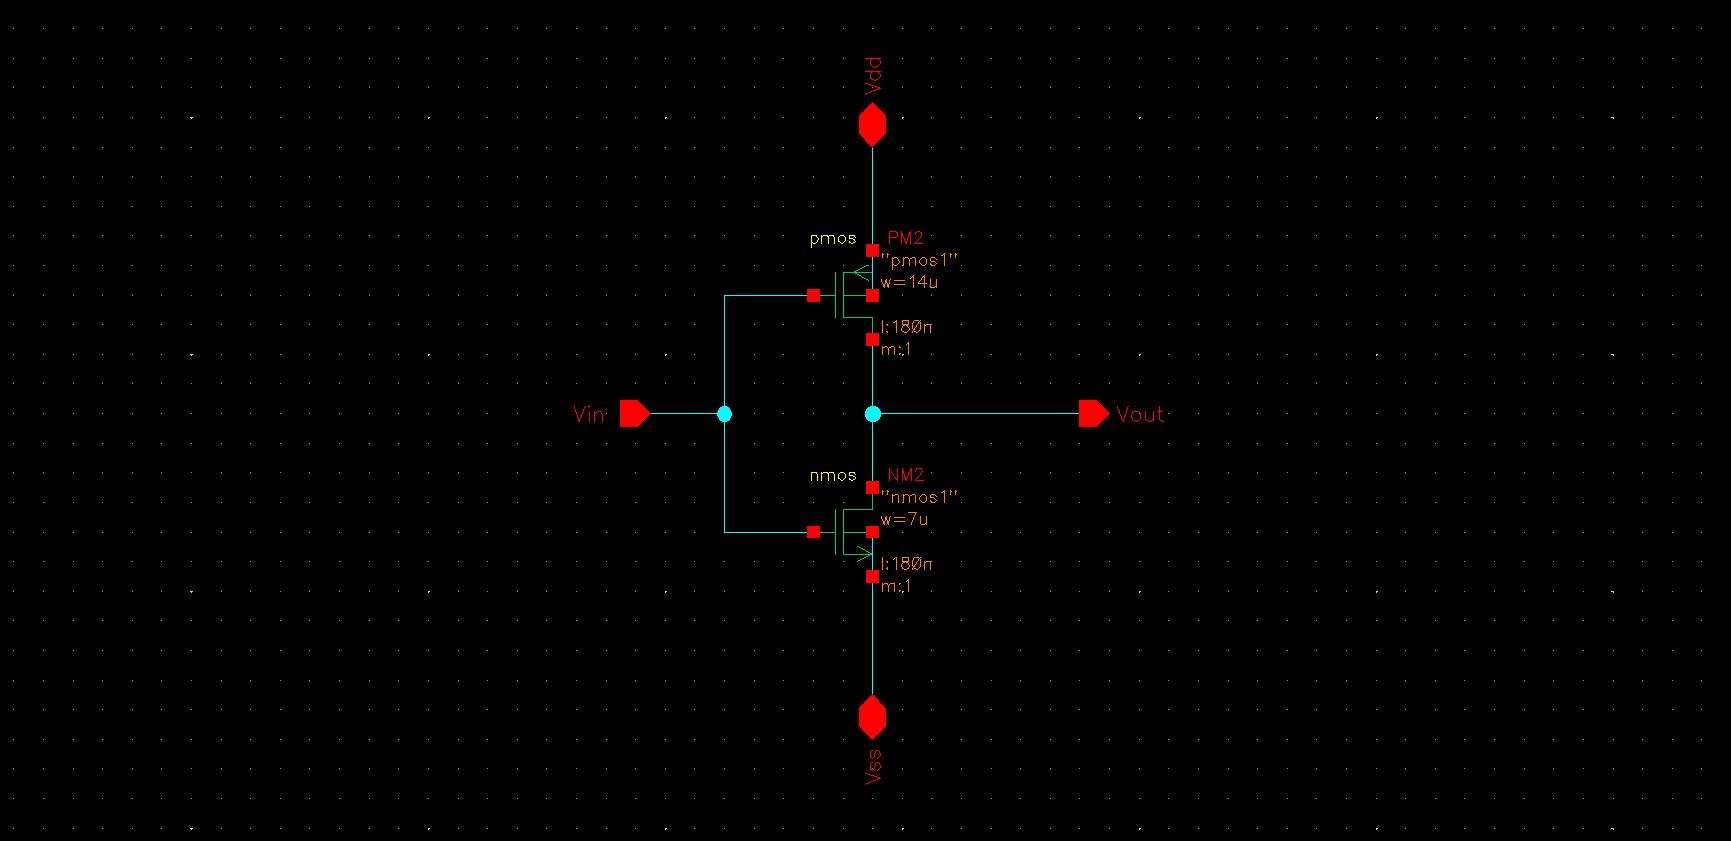 Vdd
pmos
PM2
"pmos1"
w=14u
l:180n
m:1
Vin
Vout
nmos
NM2
"nmos1"
w=7u
l:180n
m:1
Vss